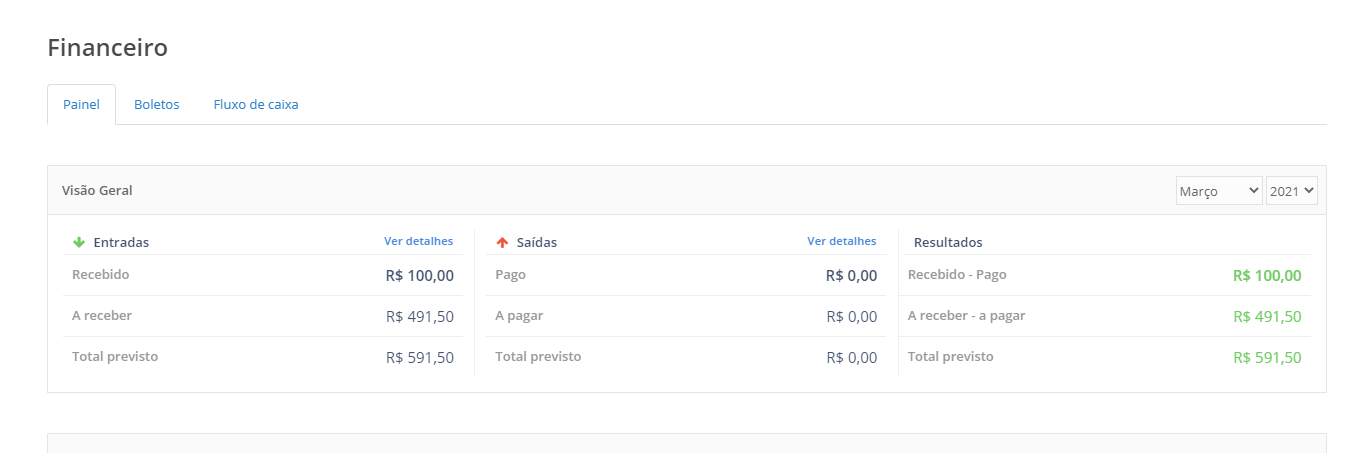 Financeiro
Painel Boletos Fluxo de caixa
Visão Geral Março 2021
Entradas Ver detalhes Saídas Ver detalhes Resultados
Recebido R$ 100,00 Pago R$ 0,00 Recebido - Pago R$ 100,00
A receber R$ 491,50 A pagar R$ 0,00 A receber - a pagar R$ 491,50
Total previsto R$ 591,50 Total previsto R$ 0,00 Total previsto R$ 591,50